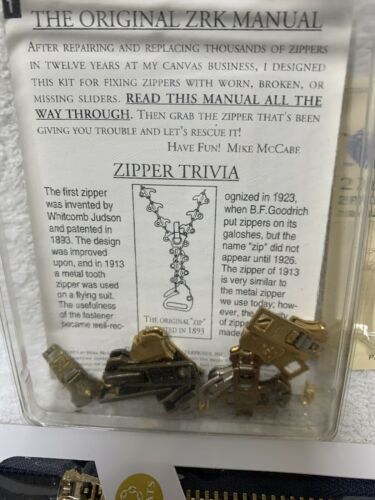 1
THE ORIGINAL ZRK MANUAL
AFTER REPAIRING AND REPLACING THOUSANDS OF ZIPPERS
IN TWELVE YEARS AT MY CANVAS BUSINESS, I DESIGNED
THIS KIT FOR FIXING ZIPPERS WITH WORN, BROKEN, OR
MISSING SLIDERS. READ THIS MANUAL ALL THE
WAY THROUGH. THEN GRAB THE ZIPPER THAT'S BEEN
GIVING YOU TROUBLE AND LET'S RESCUE IT!
HAVE FUN! MIKE MCCABE
ZIPPER TRIVIA
The first zipper
was invented by
Whitcomb Judson
and patented in
1893. The design
was improved
upon, and in 1913
a metal tooth
zipper was used
on a flying suit.
The usefulness
of the fastener
became well-rec-
THE ORIGINAL "ZIP"
IN 1893
ognized in 1923,
when B.F.Goodrich
put zippers on its
galoshes, but the
name "zip" did not
appear until 1926.
The zipper of 1913
is very similar to
the metal zipper
we use today; how-
ever, the
of zip
made